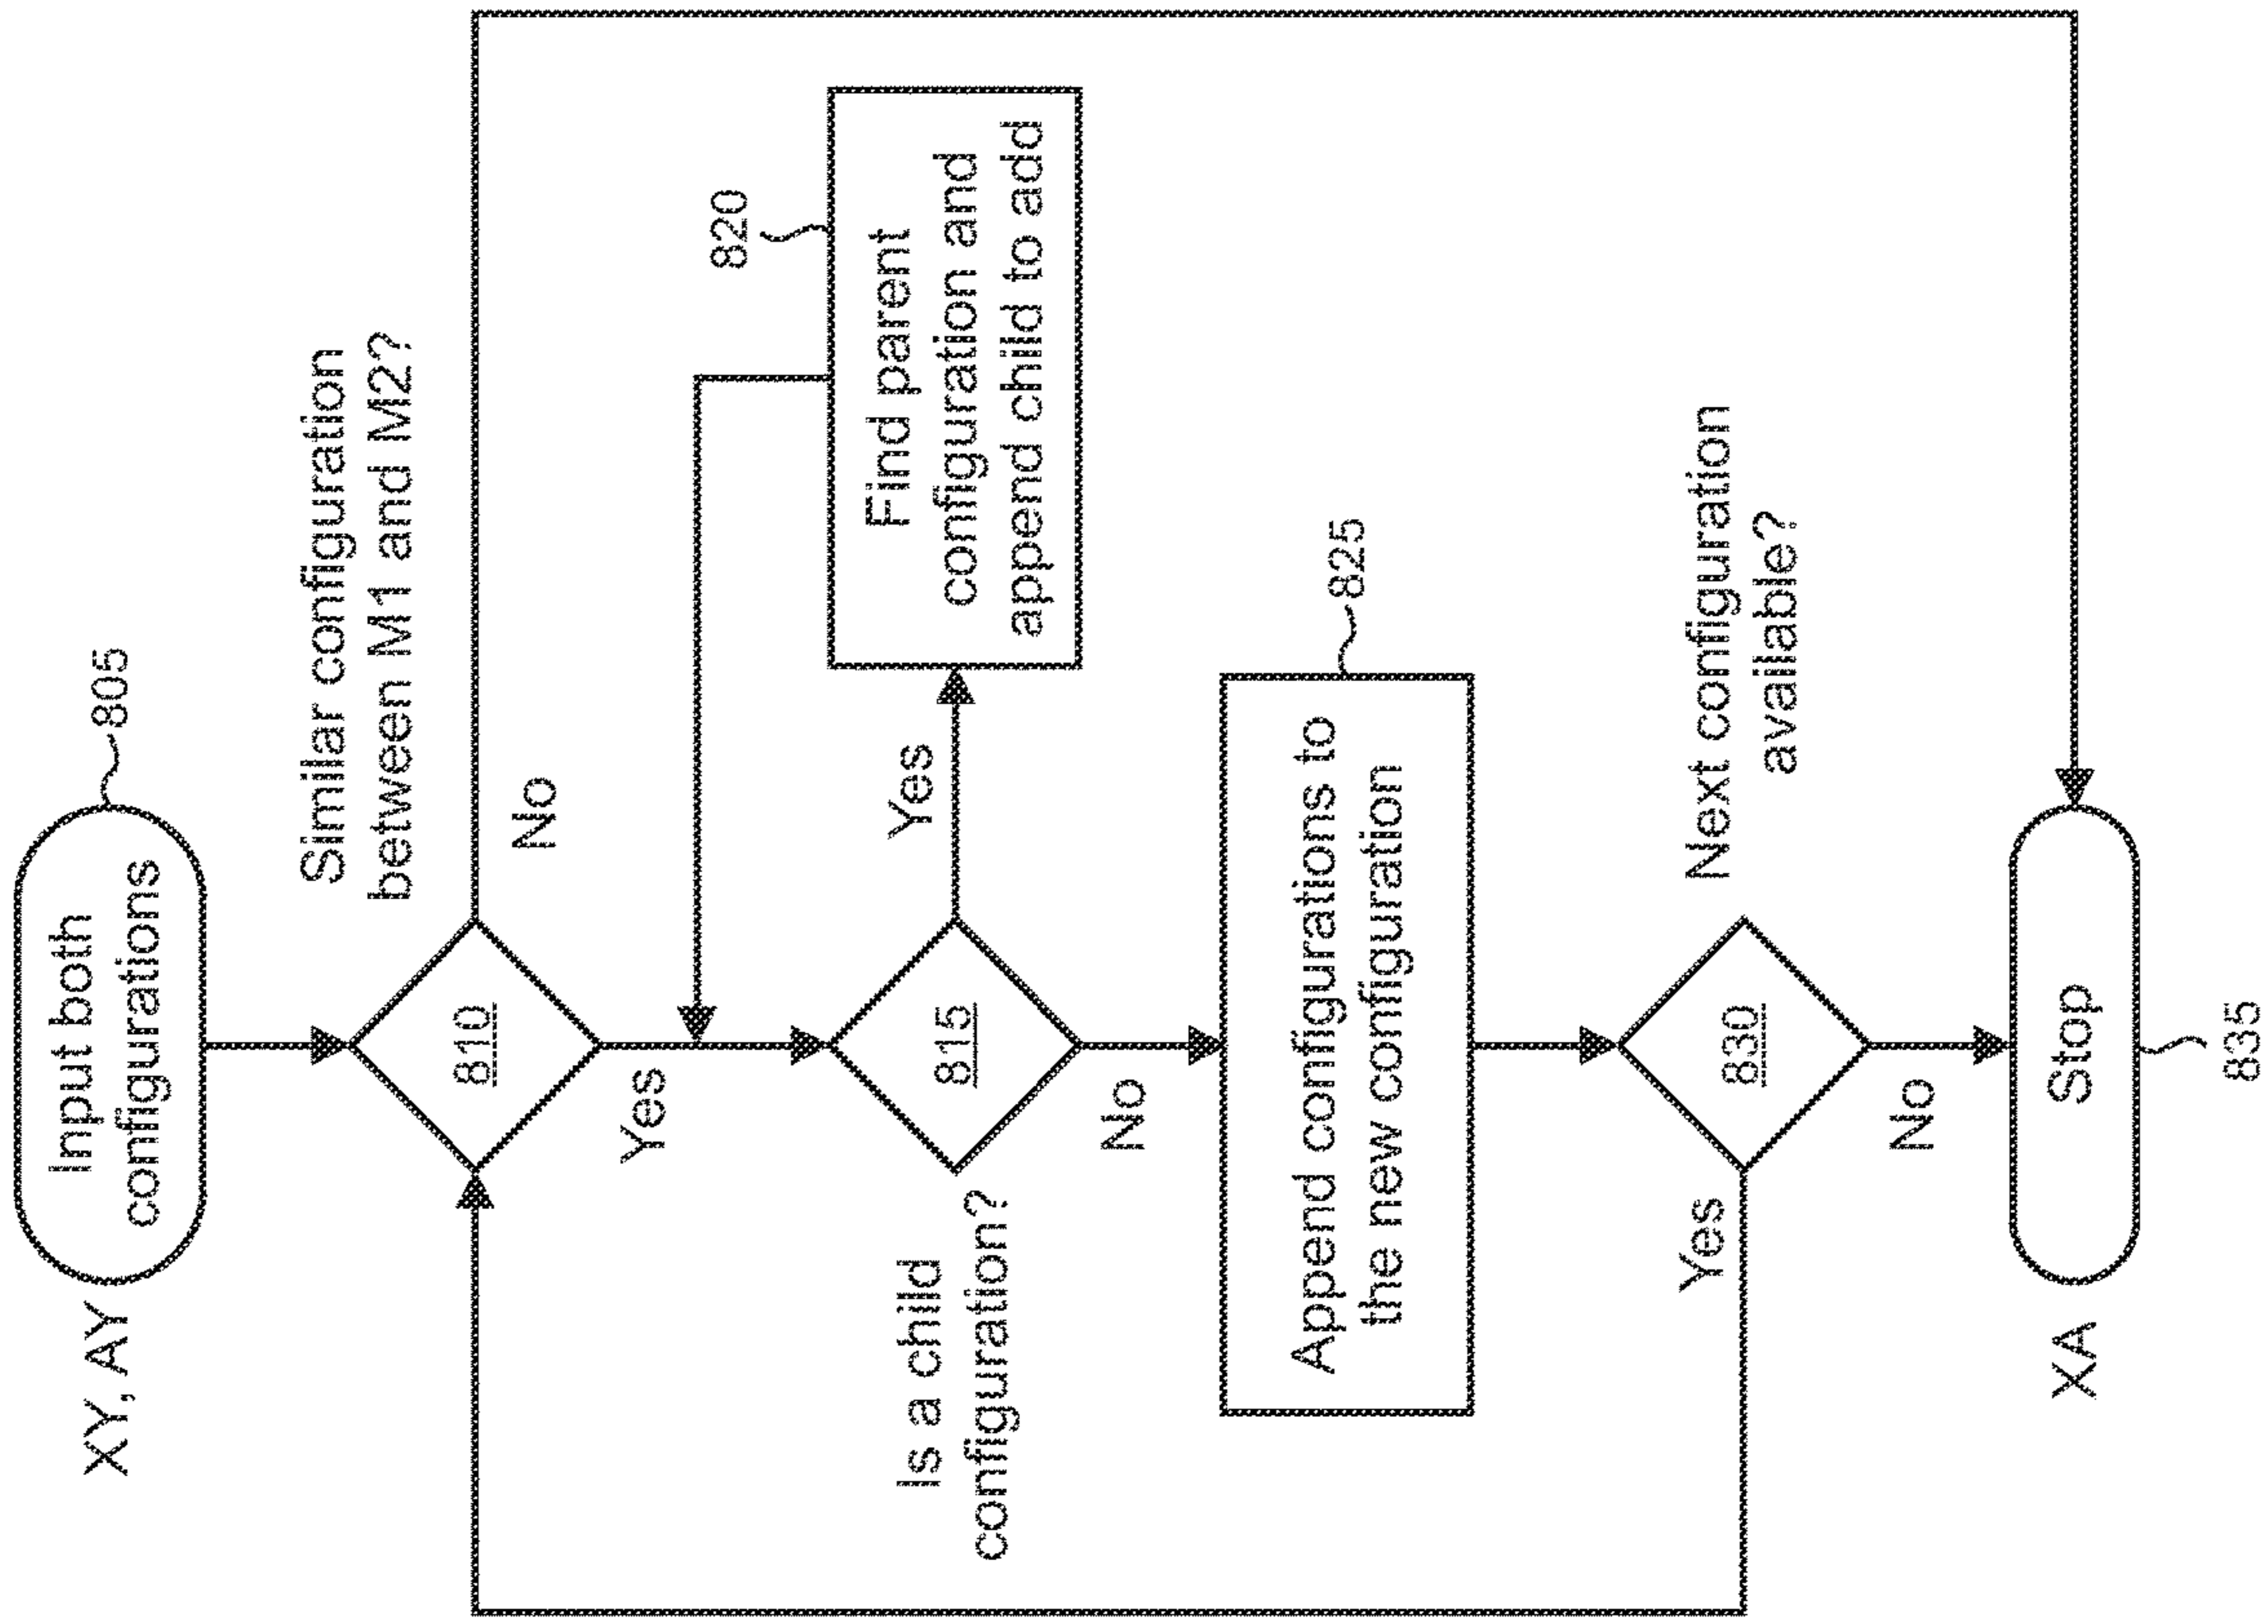 XY, AY
Input both
configurations
805
Similar configuration
between M1 and M2?
810
No
Yes
820
Find parent
configuration and
append child to add
Is a child
configuration?
815
Yes
No
825
Append configurations to
the new configuration
Next configuration
available?
830
Yes
No
XA
Stop
835